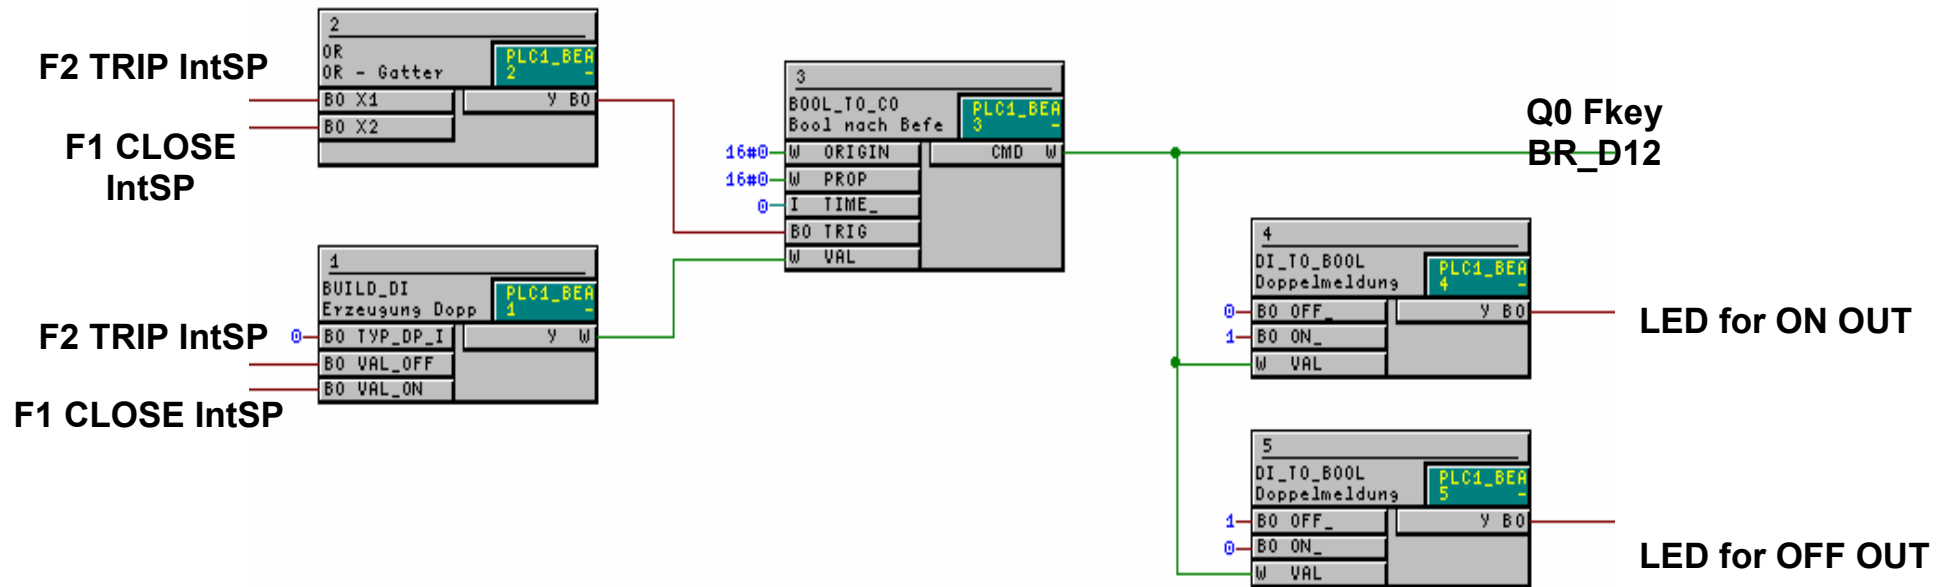 F2 TRIP IntSP
F1 CLOSE
IntSP
2
OR
OR - Gatter
PLC1_BEA
2 -
BO X1
Y BO
BO X2
F2 TRIP IntSP
F1 CLOSE IntSP
1
BUILD_DI
Erzeugung Dopp
PLC1_BEA
1 -
0
BO TYP_DP_I
Y W
BO VAL_OFF
BO VAL_ON
3
BOOL_TO_CO
Bool nach Befe
PLC1_BEA
3 -
16#0
W ORIGIN
CMD W
16#0
W PROP
0
I TIME_
BO TRIG
W VAL
Q0 Fkey
BR_D12
4
DI_TO_BOOL
Doppelmeldung
PLC1_BEA
4 -
0
BO OFF_
Y BO
1
BO ON_
W VAL
LED for ON OUT
5
DI_TO_BOOL
Doppelmeldung
PLC1_BEA
5 -
1
BO OFF_
Y BO
0
BO ON_
W VAL
LED for OFF OUT